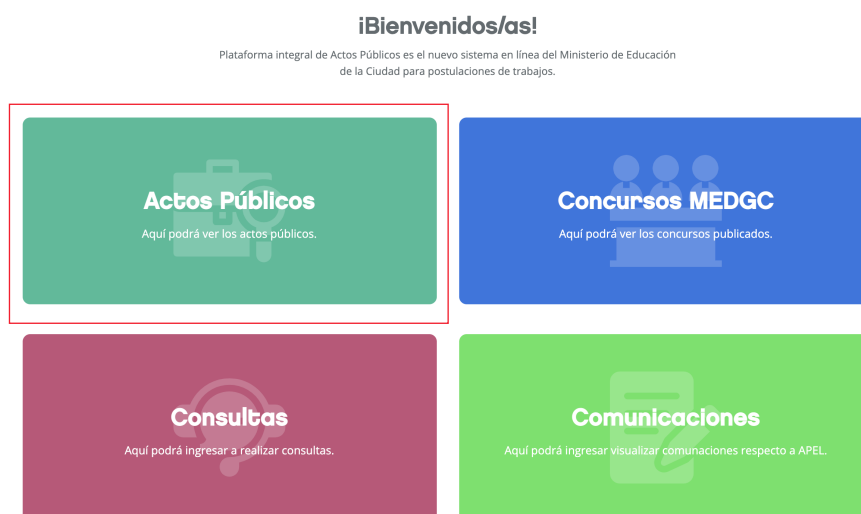 ¡Bienvenidos/as!
Plataforma integral de Actos Públicos es el nuevo sistema en línea del Ministerio de Educación
de la Ciudad para postulaciones de trabajos.
Actos Públicos
Aquí podrá ver los actos públicos.
Concursos MEDGC
Aquí podrá ver los concursos publicados.
Consultas
Aquí podrá ingresar a realizar consultas.
Comunicaciones
Aquí podrá ingresar visualizar comunaciones respecto a APEL.